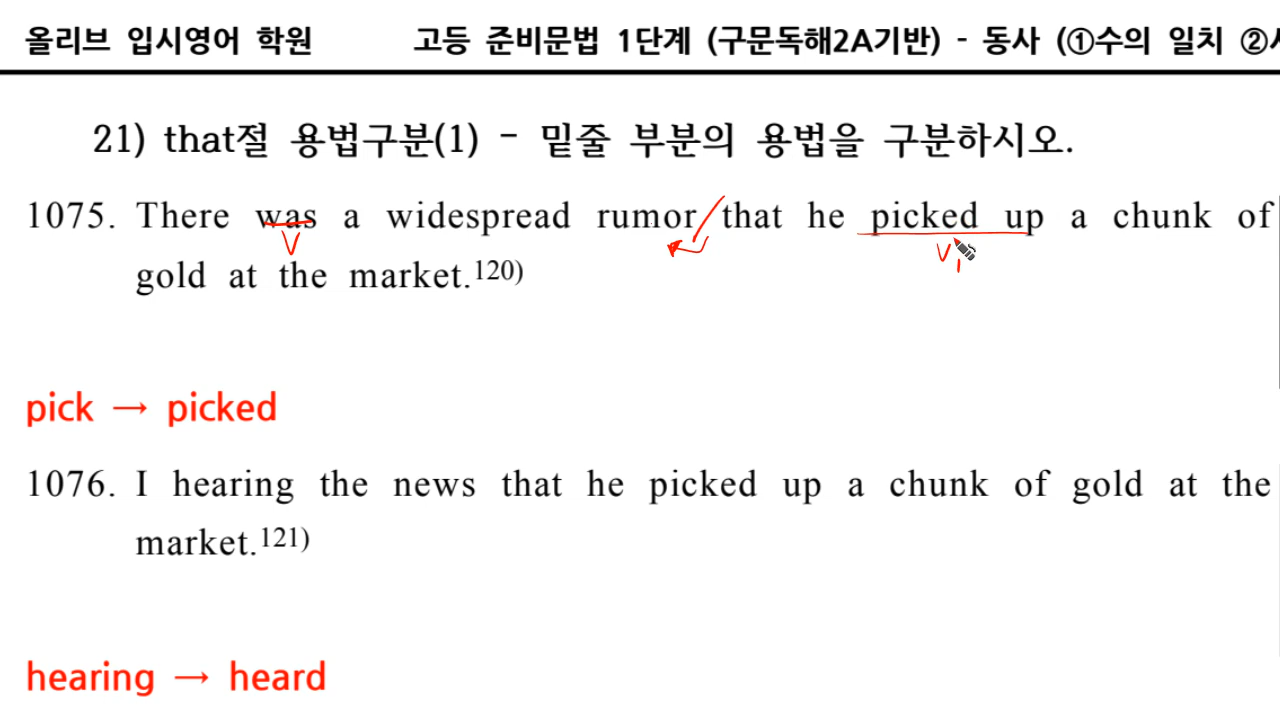 올리브 입시영어 학원 고등 준비문법 1단계 (구문독해2A기반) - 동사 (①수의 일치 ②
21) that절 용법구분(1) - 밑줄 부분의 용법을 구분하시오.
1075. There was a widespread rumor that he picked up a chunk of
V
V
gold at the market.120)
pick → picked
1076. I hearing the news that he picked up a chunk of gold at the
market.121)
hearing → heard